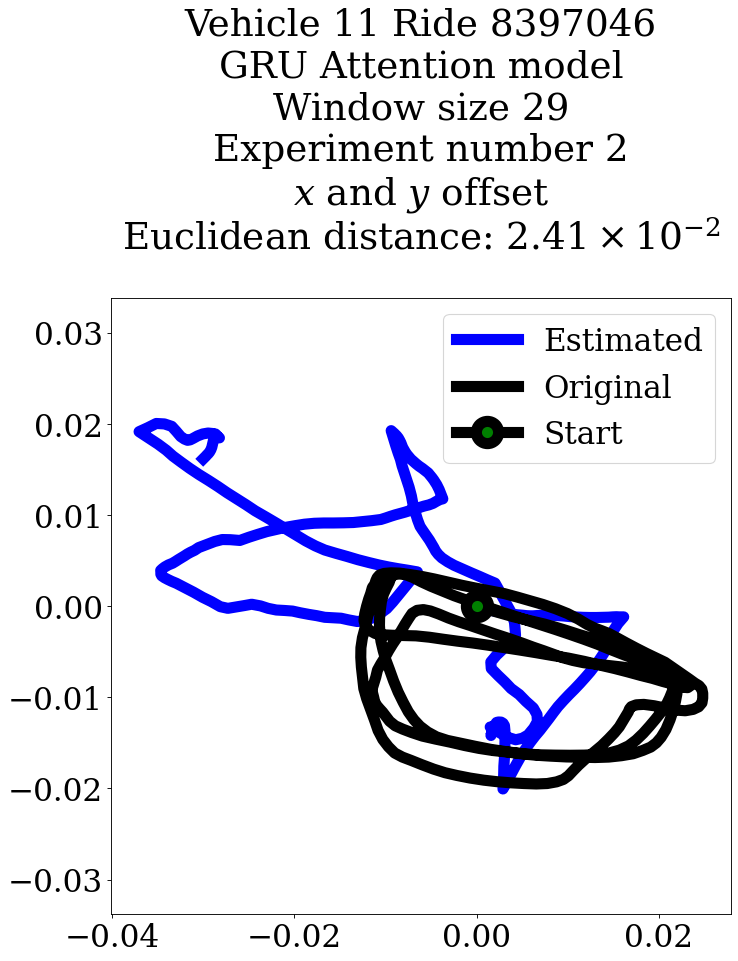 Vehicle 11 Ride 8397046
GRU Attention model
Window size 29
Experiment number 2
x and y offset
Euclidean distance: 2.41 × 10⁻²
Estimated
Original
Start
0.03
0.02
0.01
0.00
−0.01
−0.02
−0.03
−0.04 −0.02 0.00 0.02